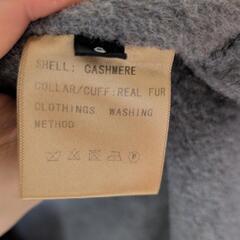 SHELL: CASHMERE
COLLAR/CUFF:REAL FUR
CLOTHINGS WASHING
METHOD